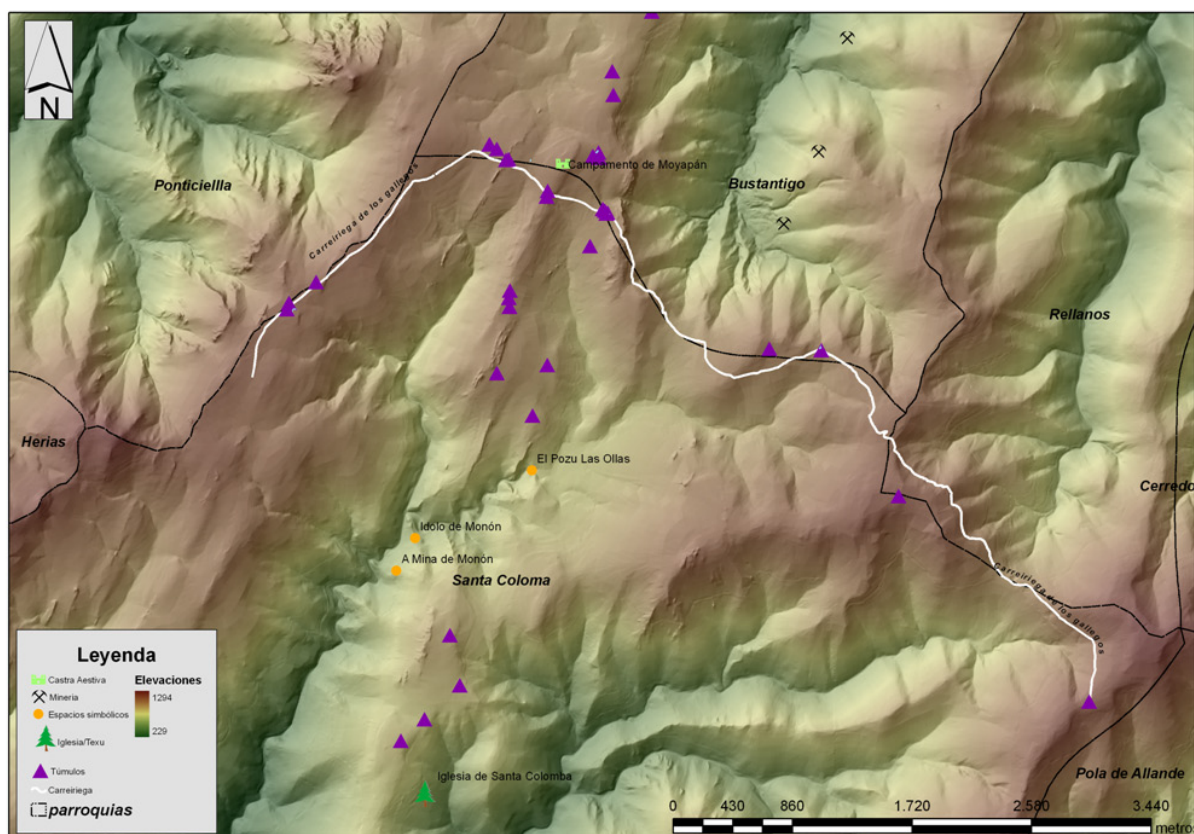 N
Campamento de Moyapán
Ponticiellla
Bustantigo
Carreiriega de los gallegos
Rellanos
Herias
El Pozu Las Ollas
Cerredo
Idolo de Monón
A Mina de Monón
Santa Coloma
Carreiriega de los gallegos
Leyenda
Castra Aestiva
Elevaciones
Mineria
1294
Espacios simbólicos
229
Iglesia/Texu
Túmulos
Carreiriega
parroquias
Iglesia de Santa Colomba
Pola de Allande
0 430 860 1.720 2.580 3.440
metros